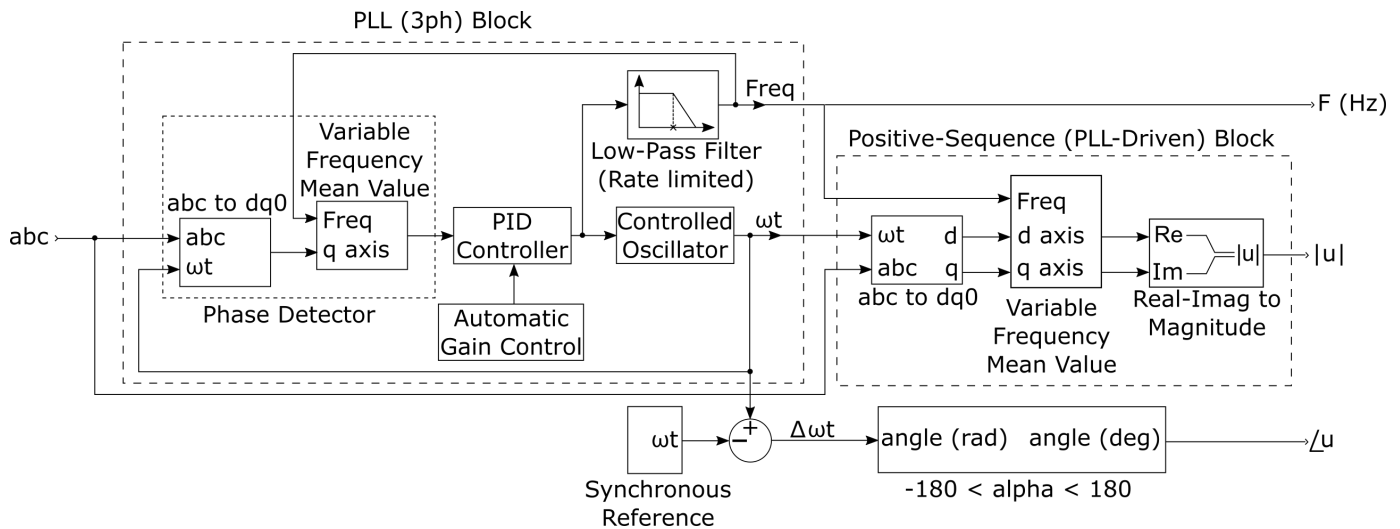 PLL (3ph) Block
Freq
F (Hz)
Variable
Frequency
Mean Value
Low-Pass Filter
(Rate limited)
Positive-Sequence (PLL-Driven) Block
abc to dq0
abc
abc
ωt
Freq
q axis
PID
Controller
Controlled
Oscillator
ωt
ωt d
abc q
abc to dq0
Freq
d axis
q axis
Variable
Frequency
Mean Value
Re
Im
|u|
Real-Imag to
Magnitude
|u|
Phase Detector
Automatic
Gain Control
ωt
Synchronous
Reference
+
−
Δωt
angle (rad) angle (deg)
-180 < alpha < 180
∠u